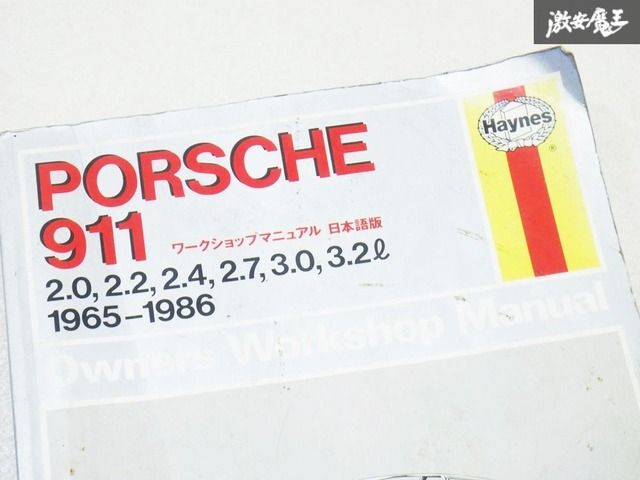 激安魔王
Haynes
®
PORSCHE
911 ワークショップマニュアル 日本語版
2.0, 2.2, 2.4, 2.7, 3.0, 3.2ℓ
1965–1986
Owners Workshop Manual